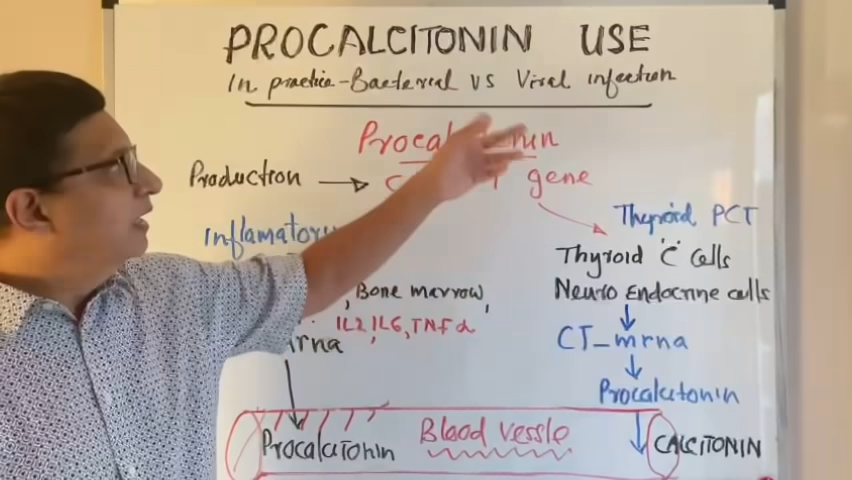 PROCALCITONIN USE
In practice - Bacterial VS Viral infection
Production → gene
Inflamatory
Thyroid PCT
Thyroid 'C' Cells
, Bone marrow,
Neuro Endocrine cells
IL2, IL6, TNFα
CT_mrna
Procalcitonin
Procalcitonin
Blood vessle
CALCITONIN